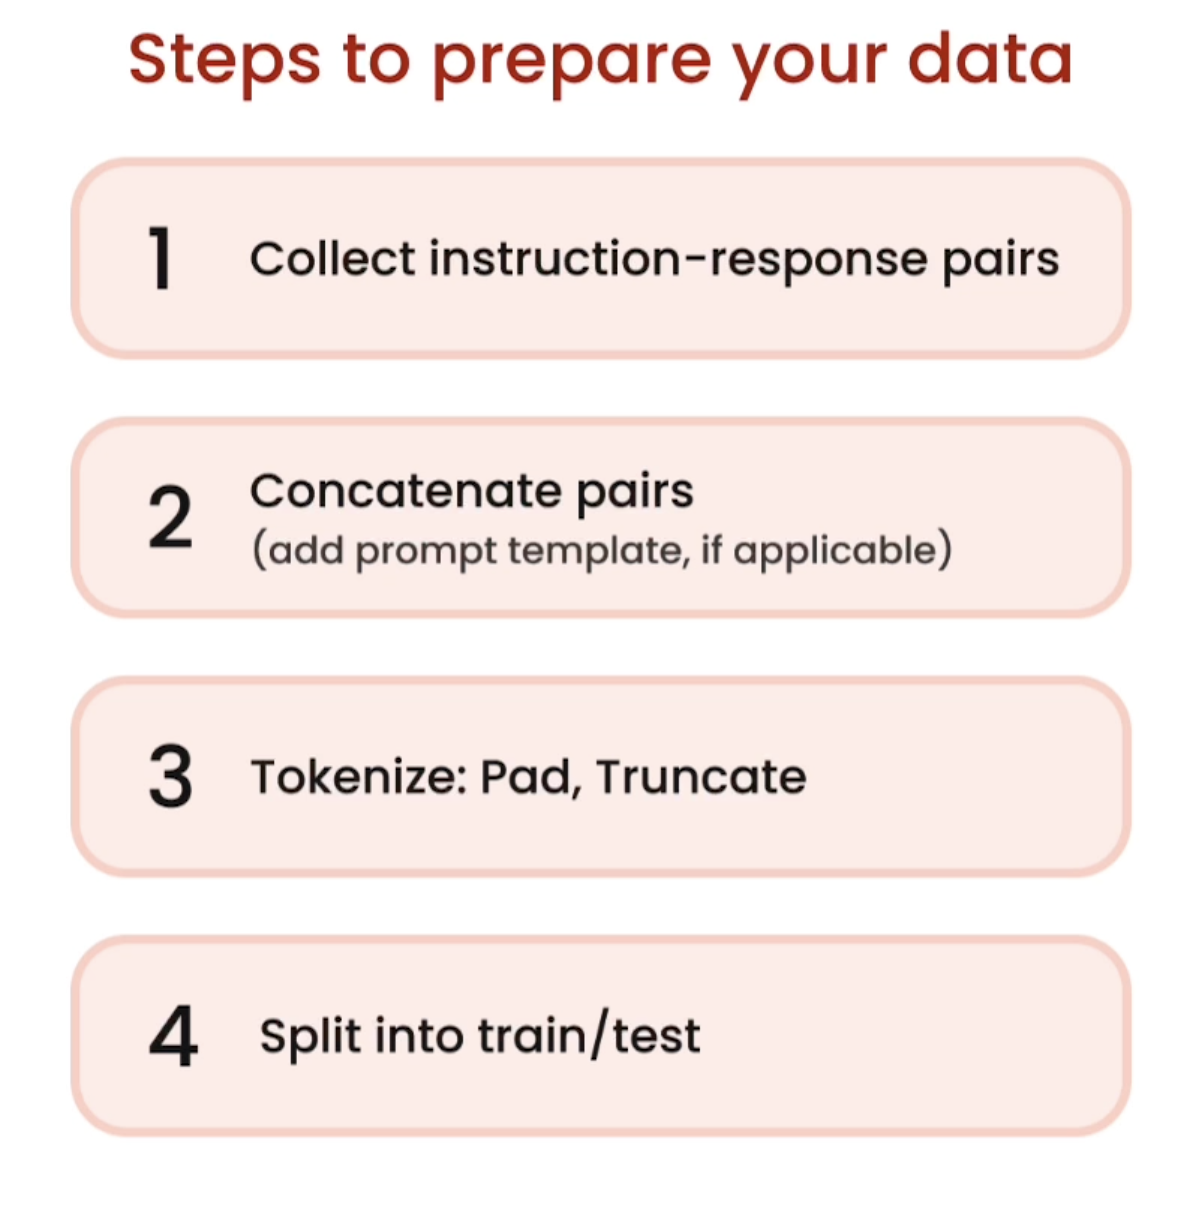 Steps to prepare your data
1 Collect instruction-response pairs
2 Concatenate pairs
(add prompt template, if applicable)
3 Tokenize: Pad, Truncate
4 Split into train/test